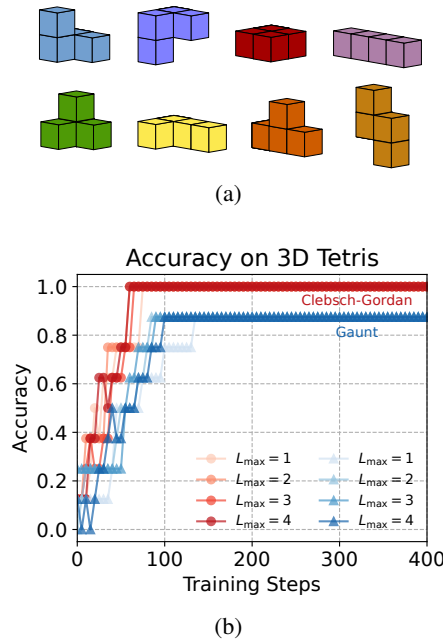 (a)
Accuracy on 3D Tetris
1.0
0.8
0.6
0.4
0.2
0.0
Accuracy
Clebsch-Gordan
Gaunt
L_max = 1 L_max = 1
L_max = 2 L_max = 2
L_max = 3 L_max = 3
L_max = 4 L_max = 4
0 100 200 300 400
Training Steps
(b)